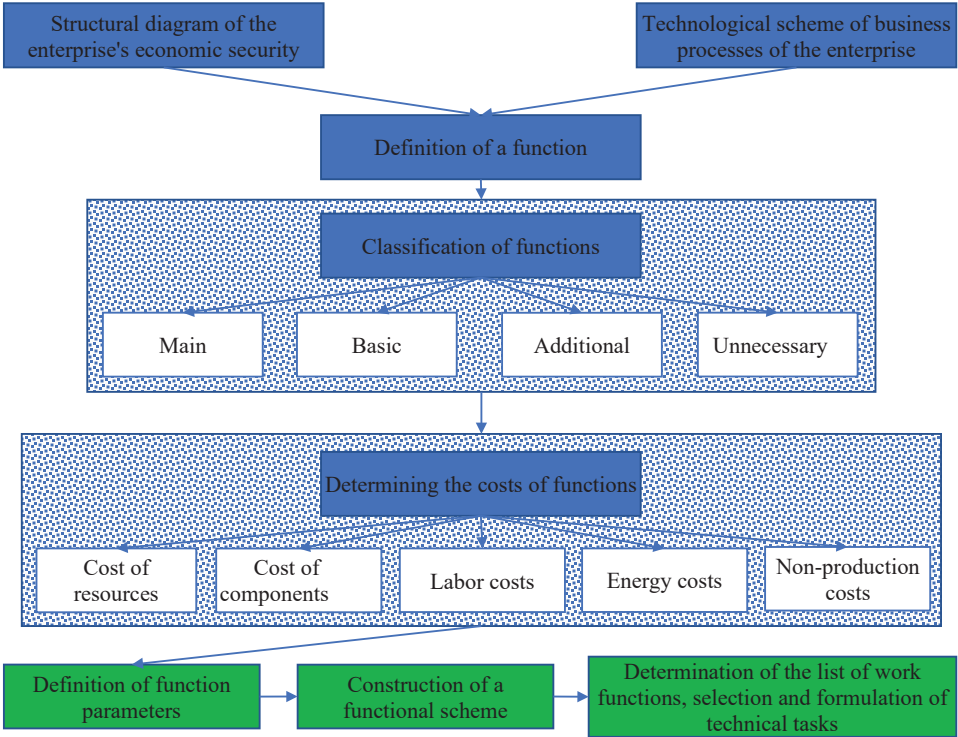 Structural diagram of the
enterprise's economic security
Technological scheme of business
processes of the enterprise
Definition of a function
Classification of functions
Main
Basic
Additional
Unnecessary
Determining the costs of functions
Cost of
resources
Cost of
components
Labor costs
Energy costs
Non-production
costs
Definition of function
parameters
Construction of a
functional scheme
Determination of the list of work
functions, selection and formulation of
technical tasks